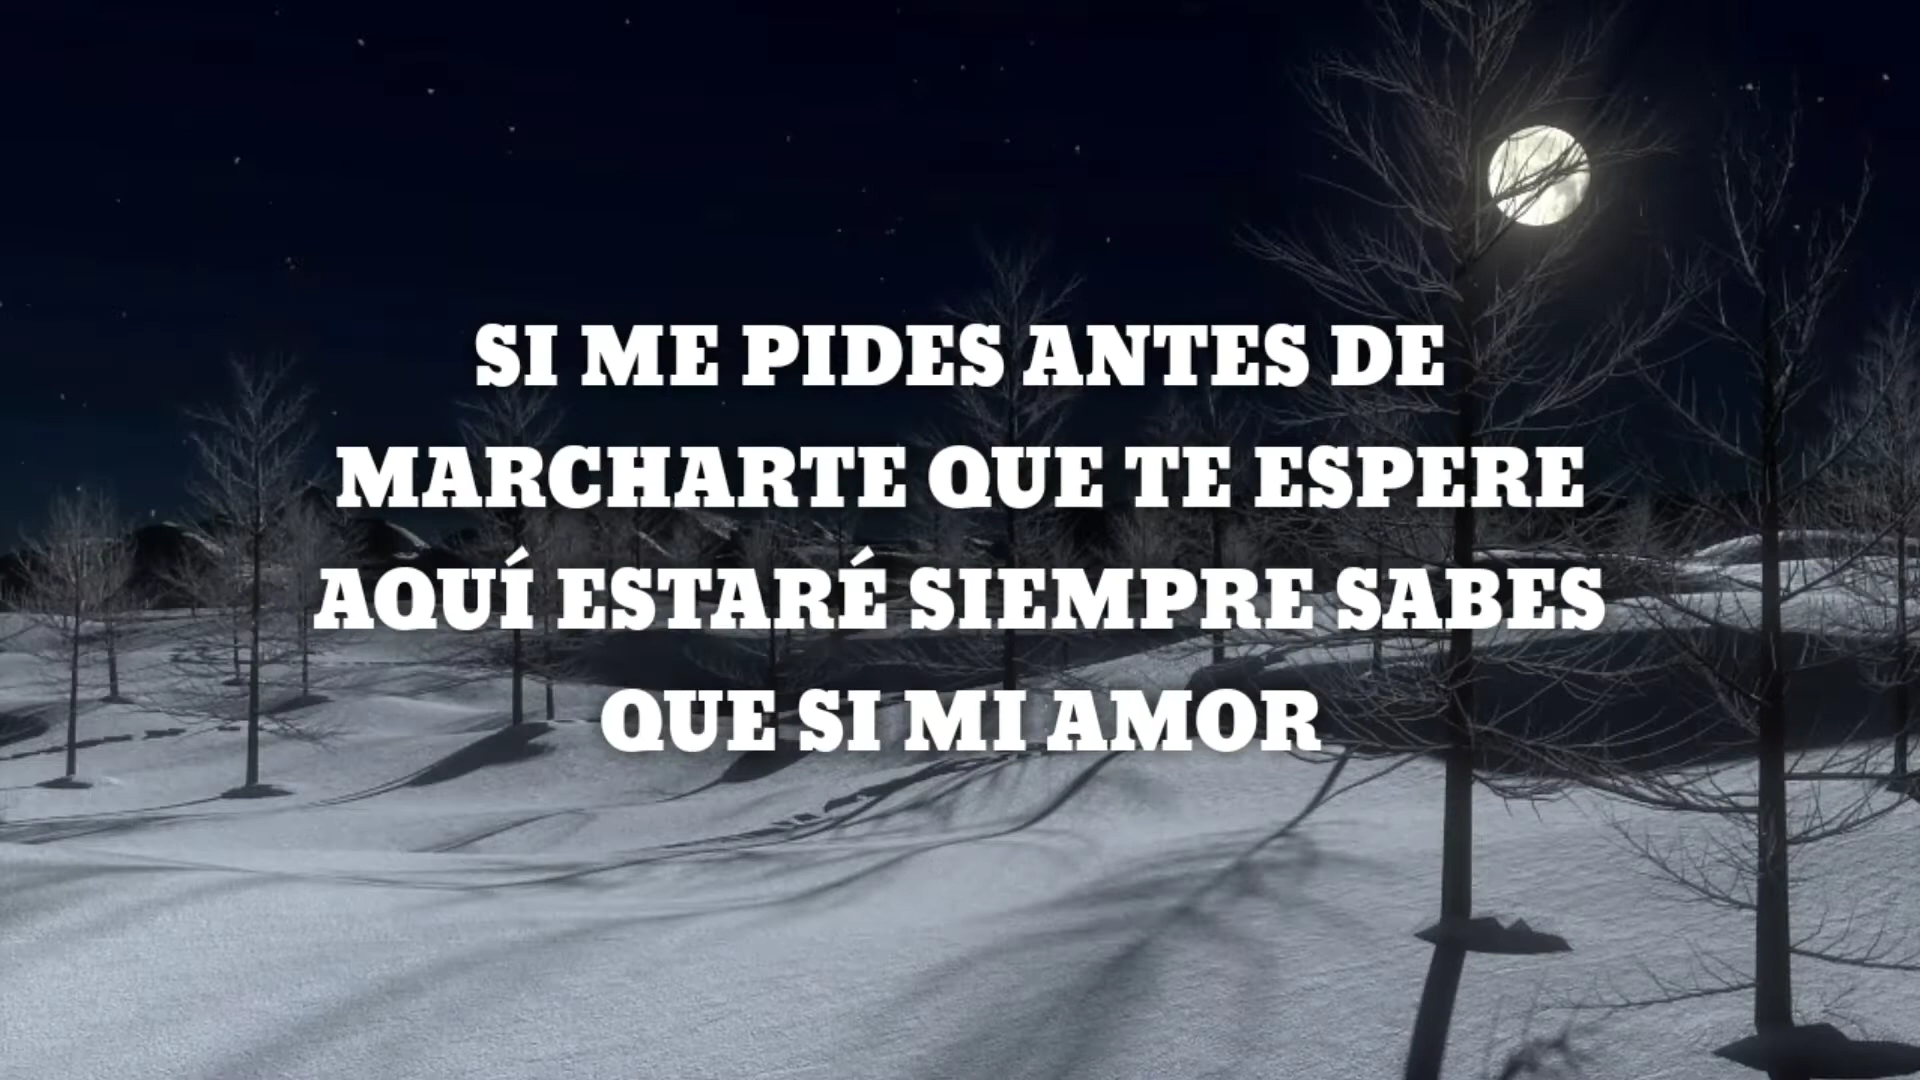 SI ME PIDES ANTES DE
MARCHARTE QUE TE ESPERE
AQUÍ ESTARÉ SIEMPRE SABES
QUE SI MI AMOR